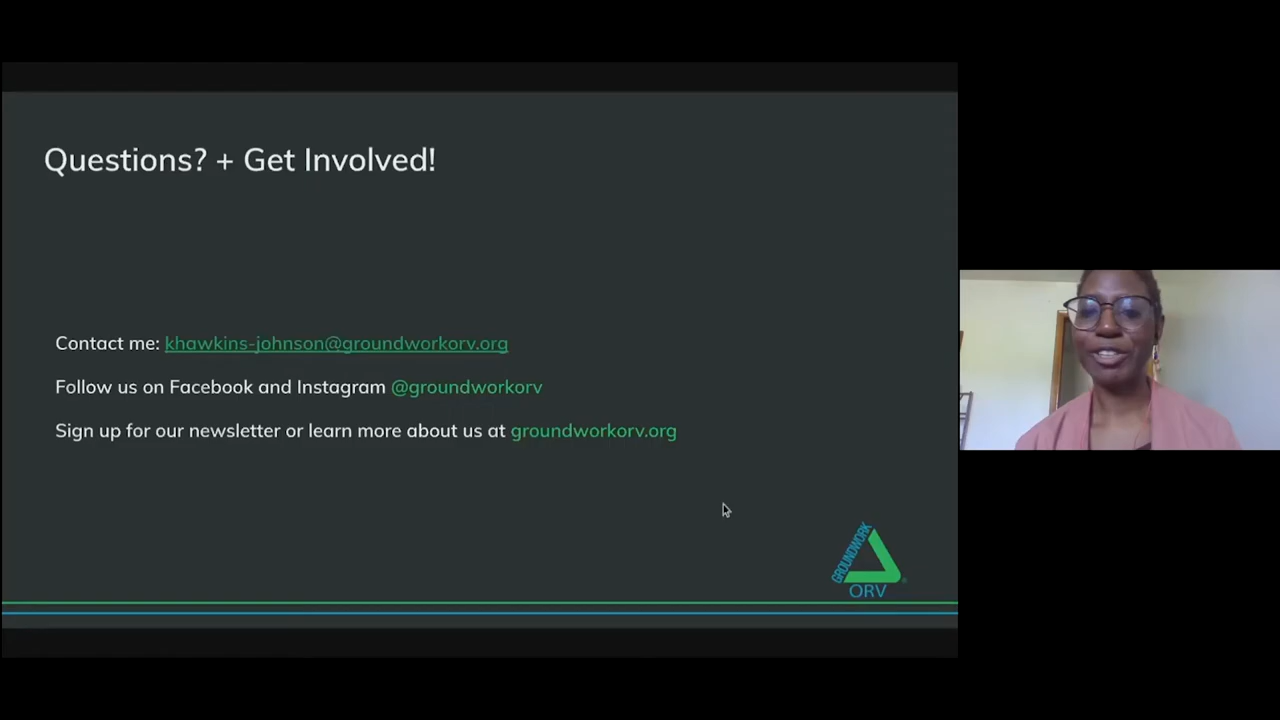 Questions? + Get Involved!
Contact me: khawkins-johnson@groundworkorv.org
Follow us on Facebook and Instagram @groundworkorv
Sign up for our newsletter or learn more about us at groundworkorv.org
GROUNDWORK
ORV